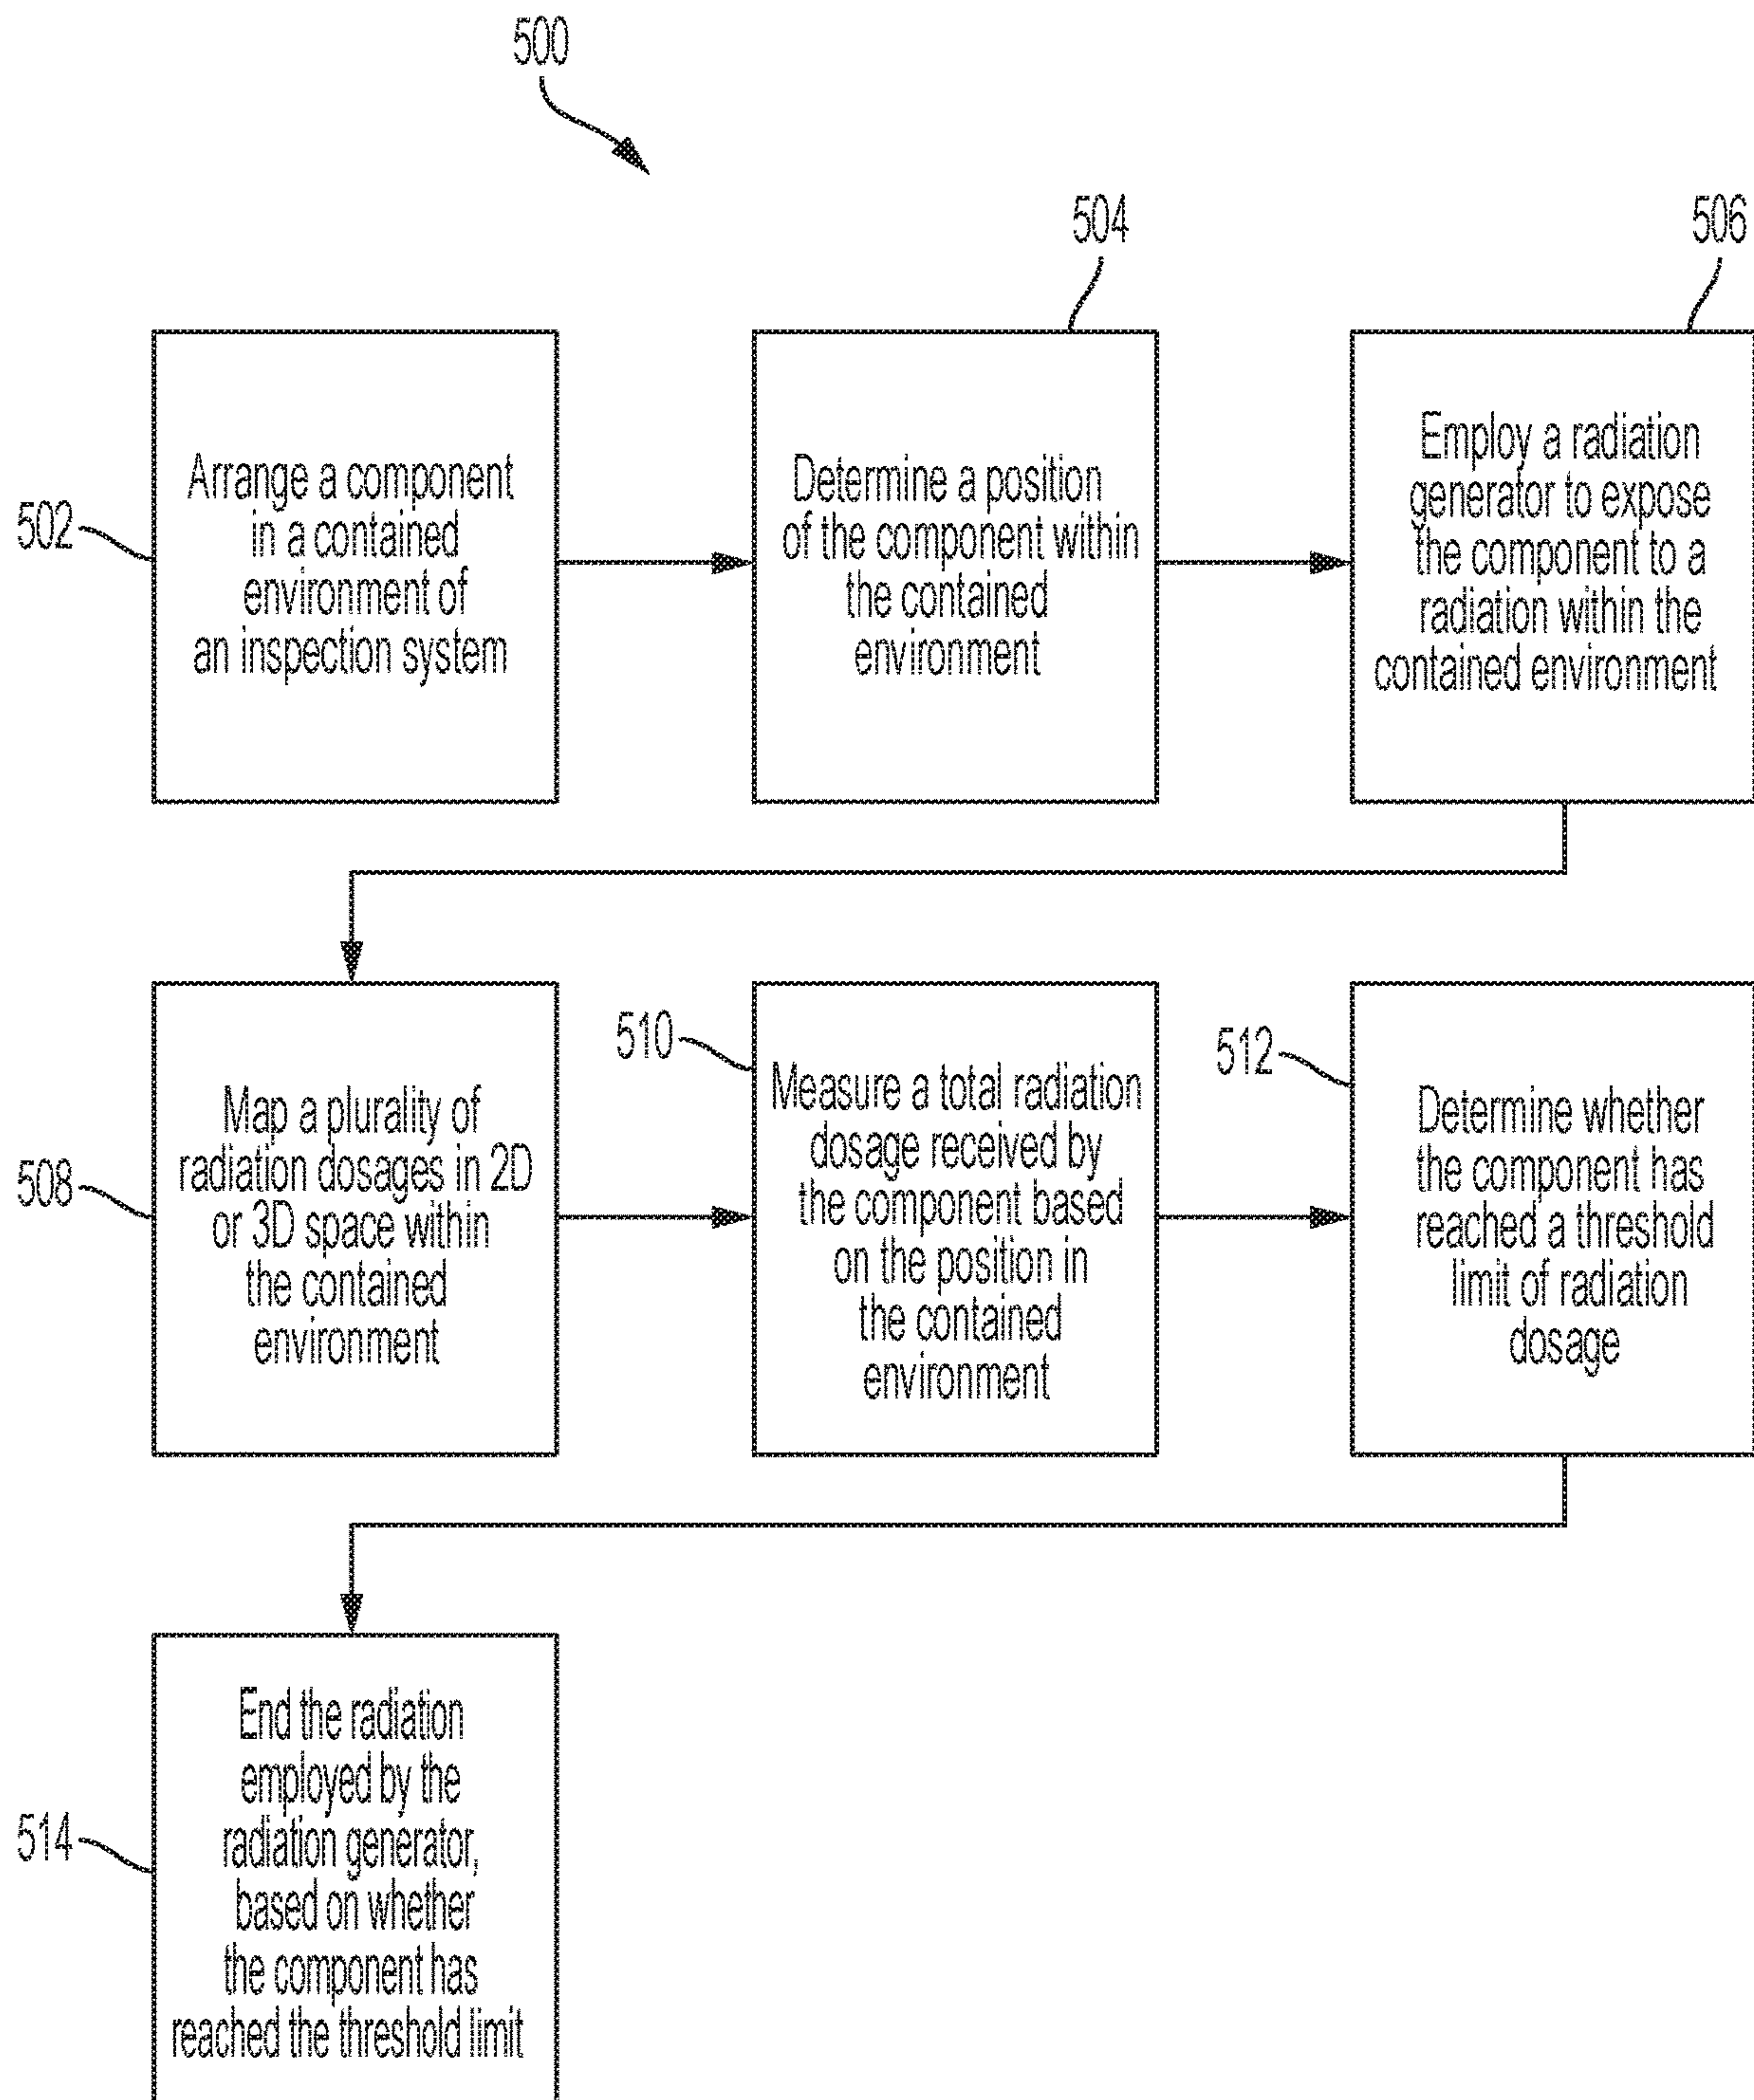 500
504
506
502
Arrange a component
in a contained
environment of
an inspection system
Determine a position
of the component within
the contained
environment
Employ a radiation
generator to expose
the component to a
radiation within the
contained environment
508
Map a plurality of
radiation dosages in 2D
or 3D space within
the contained
environment
510
Measure a total radiation
dosage received by
the component based
on the position in
the contained
environment
512
Determine whether
the component has
reached a threshold
limit of radiation
dosage
514
End the radiation
employed by the
radiation generator,
based on whether
the component has
reached the threshold limit